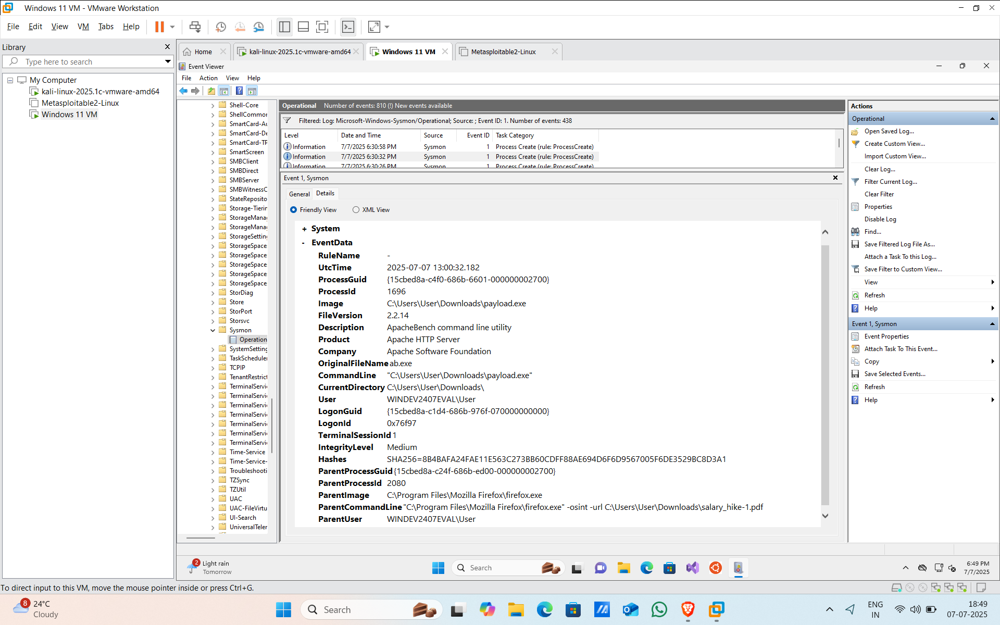 Windows 11 VM - VMware Workstation
File Edit View VM Tabs Help
Library
Type here to search
My Computer
kali-linux-2025.1c-vmware-amd64
Metasploitable2-Linux
Windows 11 VM
Home
kali-linux-2025.1c-vmware-amd64
Windows 11 VM
Metasploitable2-Linux
Event Viewer
File Action View Help
Shell-Core
ShellCommon
SmartCard-Au
SmartCard-De
SmartCard-TP
SmartScreen
SMBClient
SMBDirect
SMBServer
SMBWitnessC
StateReposito
Storage-Tierin
StorageManag
StorageManag
StorageSetting
StorageSpaces
StorageSpaces
StorageSpaces
StorageSpaces
StorageSpaces
StorDiag
Store
StorPort
Storsvc
Sysmon
Operation
SystemSetting
TaskScheduler
TCPIP
TenantRestrict
TerminalServic
TerminalServic
TerminalServic
TerminalServic
TerminalServic
TerminalServic
TerminalServic
Time-Service
Time-Service-
Troubleshooti
TZSync
TZUtil
UAC
UAC-FileVirtu
UI-Search
UniversalTeler
Operational Number of events: 810 (!) New events available
Filtered: Log: Microsoft-Windows-Sysmon/Operational; Source: ; Event ID: 1. Number of events: 438
Level Date and Time Source Event ID Task Category
Information 7/7/2025 6:30:58 PM Sysmon 1 Process Create (rule: ProcessCreate)
Information 7/7/2025 6:30:32 PM Sysmon 1 Process Create (rule: ProcessCreate)
Information 7/7/2025 6:30:26 PM Sysmon 1 Process Create (rule: ProcessCreate)
Event 1, Sysmon
General Details
Friendly View XML View
+ System
- EventData
RuleName -
UtcTime 2025-07-07 13:00:32.182
ProcessGuid {15cbed8a-c4f0-686b-6601-000000002700}
ProcessId 1696
Image C:\Users\User\Downloads\payload.exe
FileVersion 2.2.14
Description ApacheBench command line utility
Product Apache HTTP Server
Company Apache Software Foundation
OriginalFileName ab.exe
CommandLine "C:\Users\User\Downloads\payload.exe"
CurrentDirectory C:\Users\User\Downloads\
User WINDEV2407EVAL\User
LogonGuid {15cbed8a-c1d4-686b-976f-070000000000}
LogonId 0x76f97
TerminalSessionId 1
IntegrityLevel Medium
Hashes SHA256=8B4BAFA24FAE11E563C273BB60CDFF88AE694D6F6D9567005F6DE3529BC8D3A1
ParentProcessGuid {15cbed8a-c24f-686b-ed00-000000002700}
ParentProcessId 2080
ParentImage C:\Program Files\Mozilla Firefox\firefox.exe
ParentCommandLine "C:\Program Files\Mozilla Firefox\firefox.exe" -osint -url C:\Users\User\Downloads\salary_hike-1.pdf
ParentUser WINDEV2407EVAL\User
Actions
Operational
Open Saved Log...
Create Custom View...
Import Custom View...
Clear Log...
Filter Current Log...
Clear Filter
Properties
Disable Log
Find...
Save Filtered Log File As...
Attach a Task To this Log...
Save Filter to Custom View...
View
Refresh
Help
Event 1, Sysmon
Event Properties
Attach Task To This Event...
Copy
Save Selected Events...
Refresh
Help
2
Light rain
Tomorrow
Search
6:49 PM
7/7/2025
To direct input to this VM, move the mouse pointer inside or press Ctrl+G.
8
24°C
Cloudy
Search
ENG
IN
18:49
07-07-2025